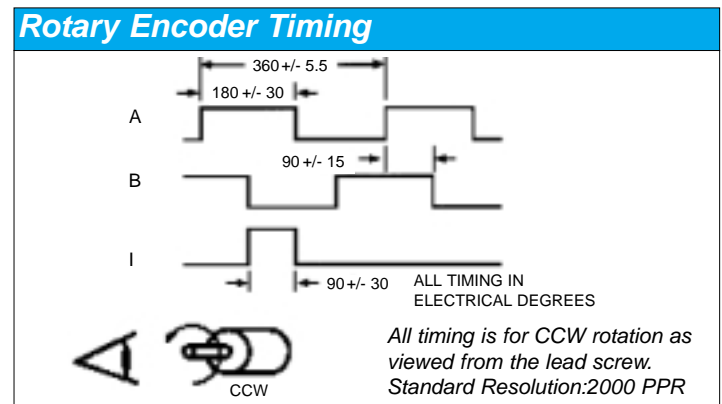 Rotary Encoder Timing
360 +/- 5.5
180 +/- 30
A
90 +/- 15
B
I
90 +/- 30
ALL TIMING IN
ELECTRICAL DEGREES
All timing is for CCW rotation as
viewed from the lead screw.
Standard Resolution:2000 PPR
CCW